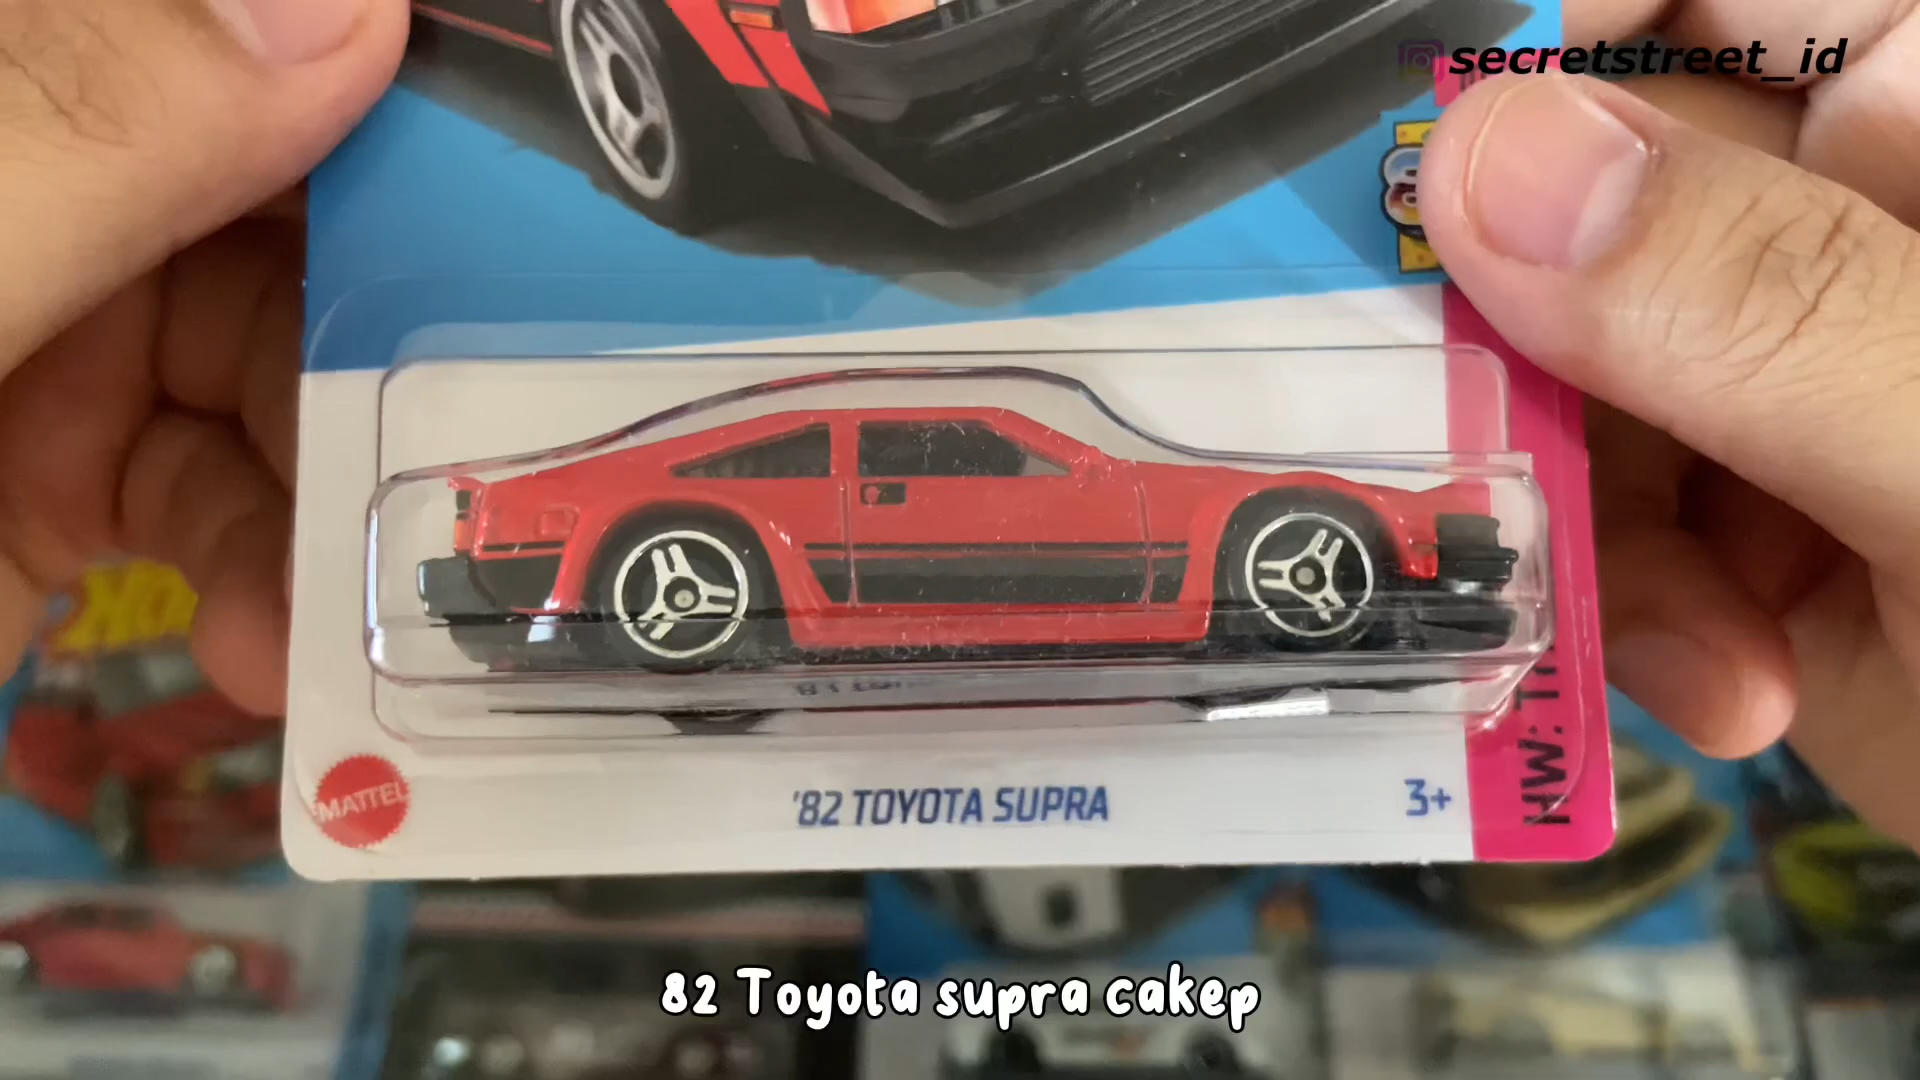 secretstreet_id
MATTEL
'82 TOYOTA SUPRA
3+
HW: T
82 Toyota supra cakep